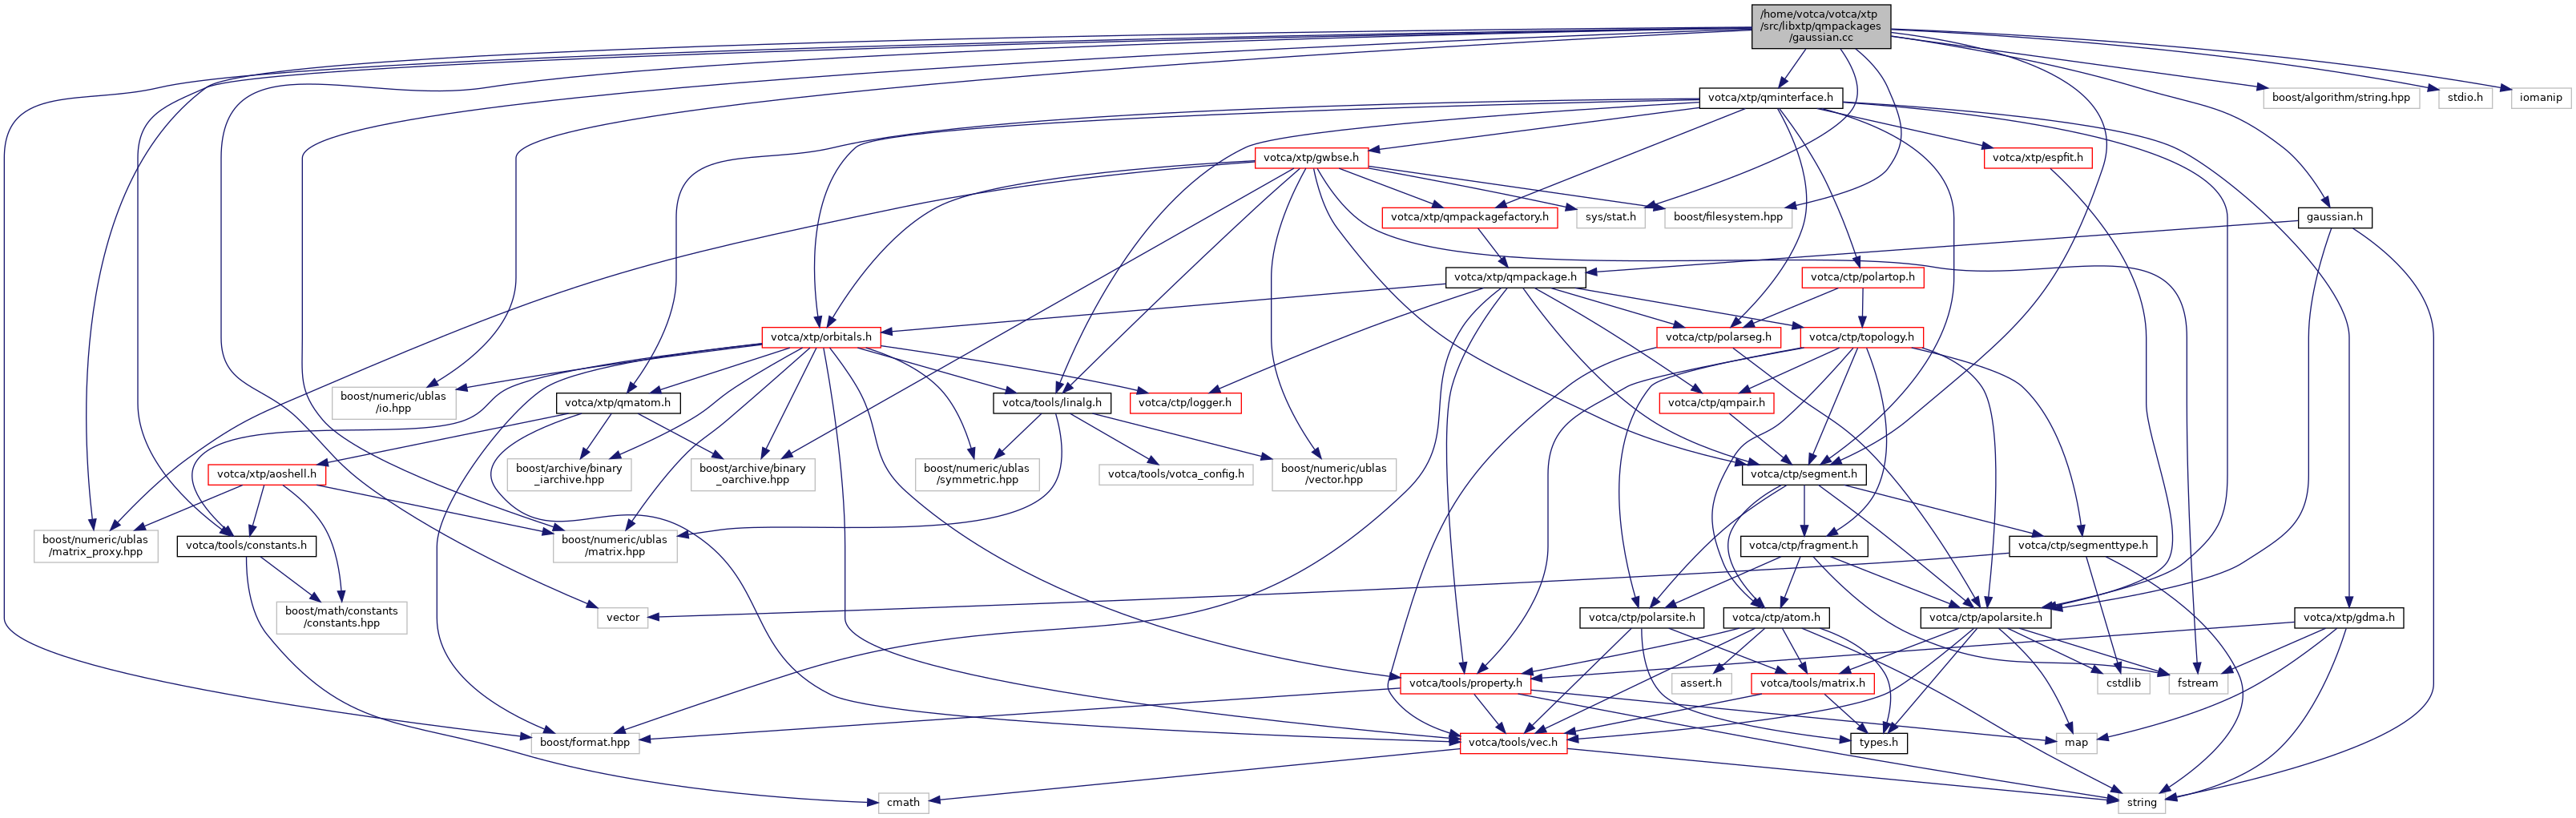 /home/votca/votca/xtp
/src/libxtp/qmpackages
/gaussian.cc
votca/xtp/qminterface.h
boost/algorithm/string.hpp
stdio.h
iomanip
votca/xtp/gwbse.h
votca/xtp/espfit.h
votca/xtp/qmpackagefactory.h
sys/stat.h
boost/filesystem.hpp
gaussian.h
votca/xtp/qmpackage.h
votca/ctp/polartop.h
votca/xtp/orbitals.h
votca/ctp/polarseg.h
votca/ctp/topology.h
boost/numeric/ublas
/io.hpp
votca/xtp/qmatom.h
votca/tools/linalg.h
votca/ctp/logger.h
votca/ctp/qmpair.h
votca/xtp/aoshell.h
boost/archive/binary
_iarchive.hpp
boost/archive/binary
_oarchive.hpp
boost/numeric/ublas
/symmetric.hpp
votca/tools/votca_config.h
boost/numeric/ublas
/vector.hpp
votca/ctp/segment.h
boost/numeric/ublas
/matrix_proxy.hpp
votca/tools/constants.h
boost/numeric/ublas
/matrix.hpp
votca/ctp/fragment.h
votca/ctp/segmenttype.h
boost/math/constants
/constants.hpp
vector
votca/ctp/polarsite.h
votca/ctp/atom.h
votca/ctp/apolarsite.h
votca/xtp/gdma.h
votca/tools/property.h
assert.h
votca/tools/matrix.h
cstdlib
fstream
boost/format.hpp
votca/tools/vec.h
types.h
map
cmath
string